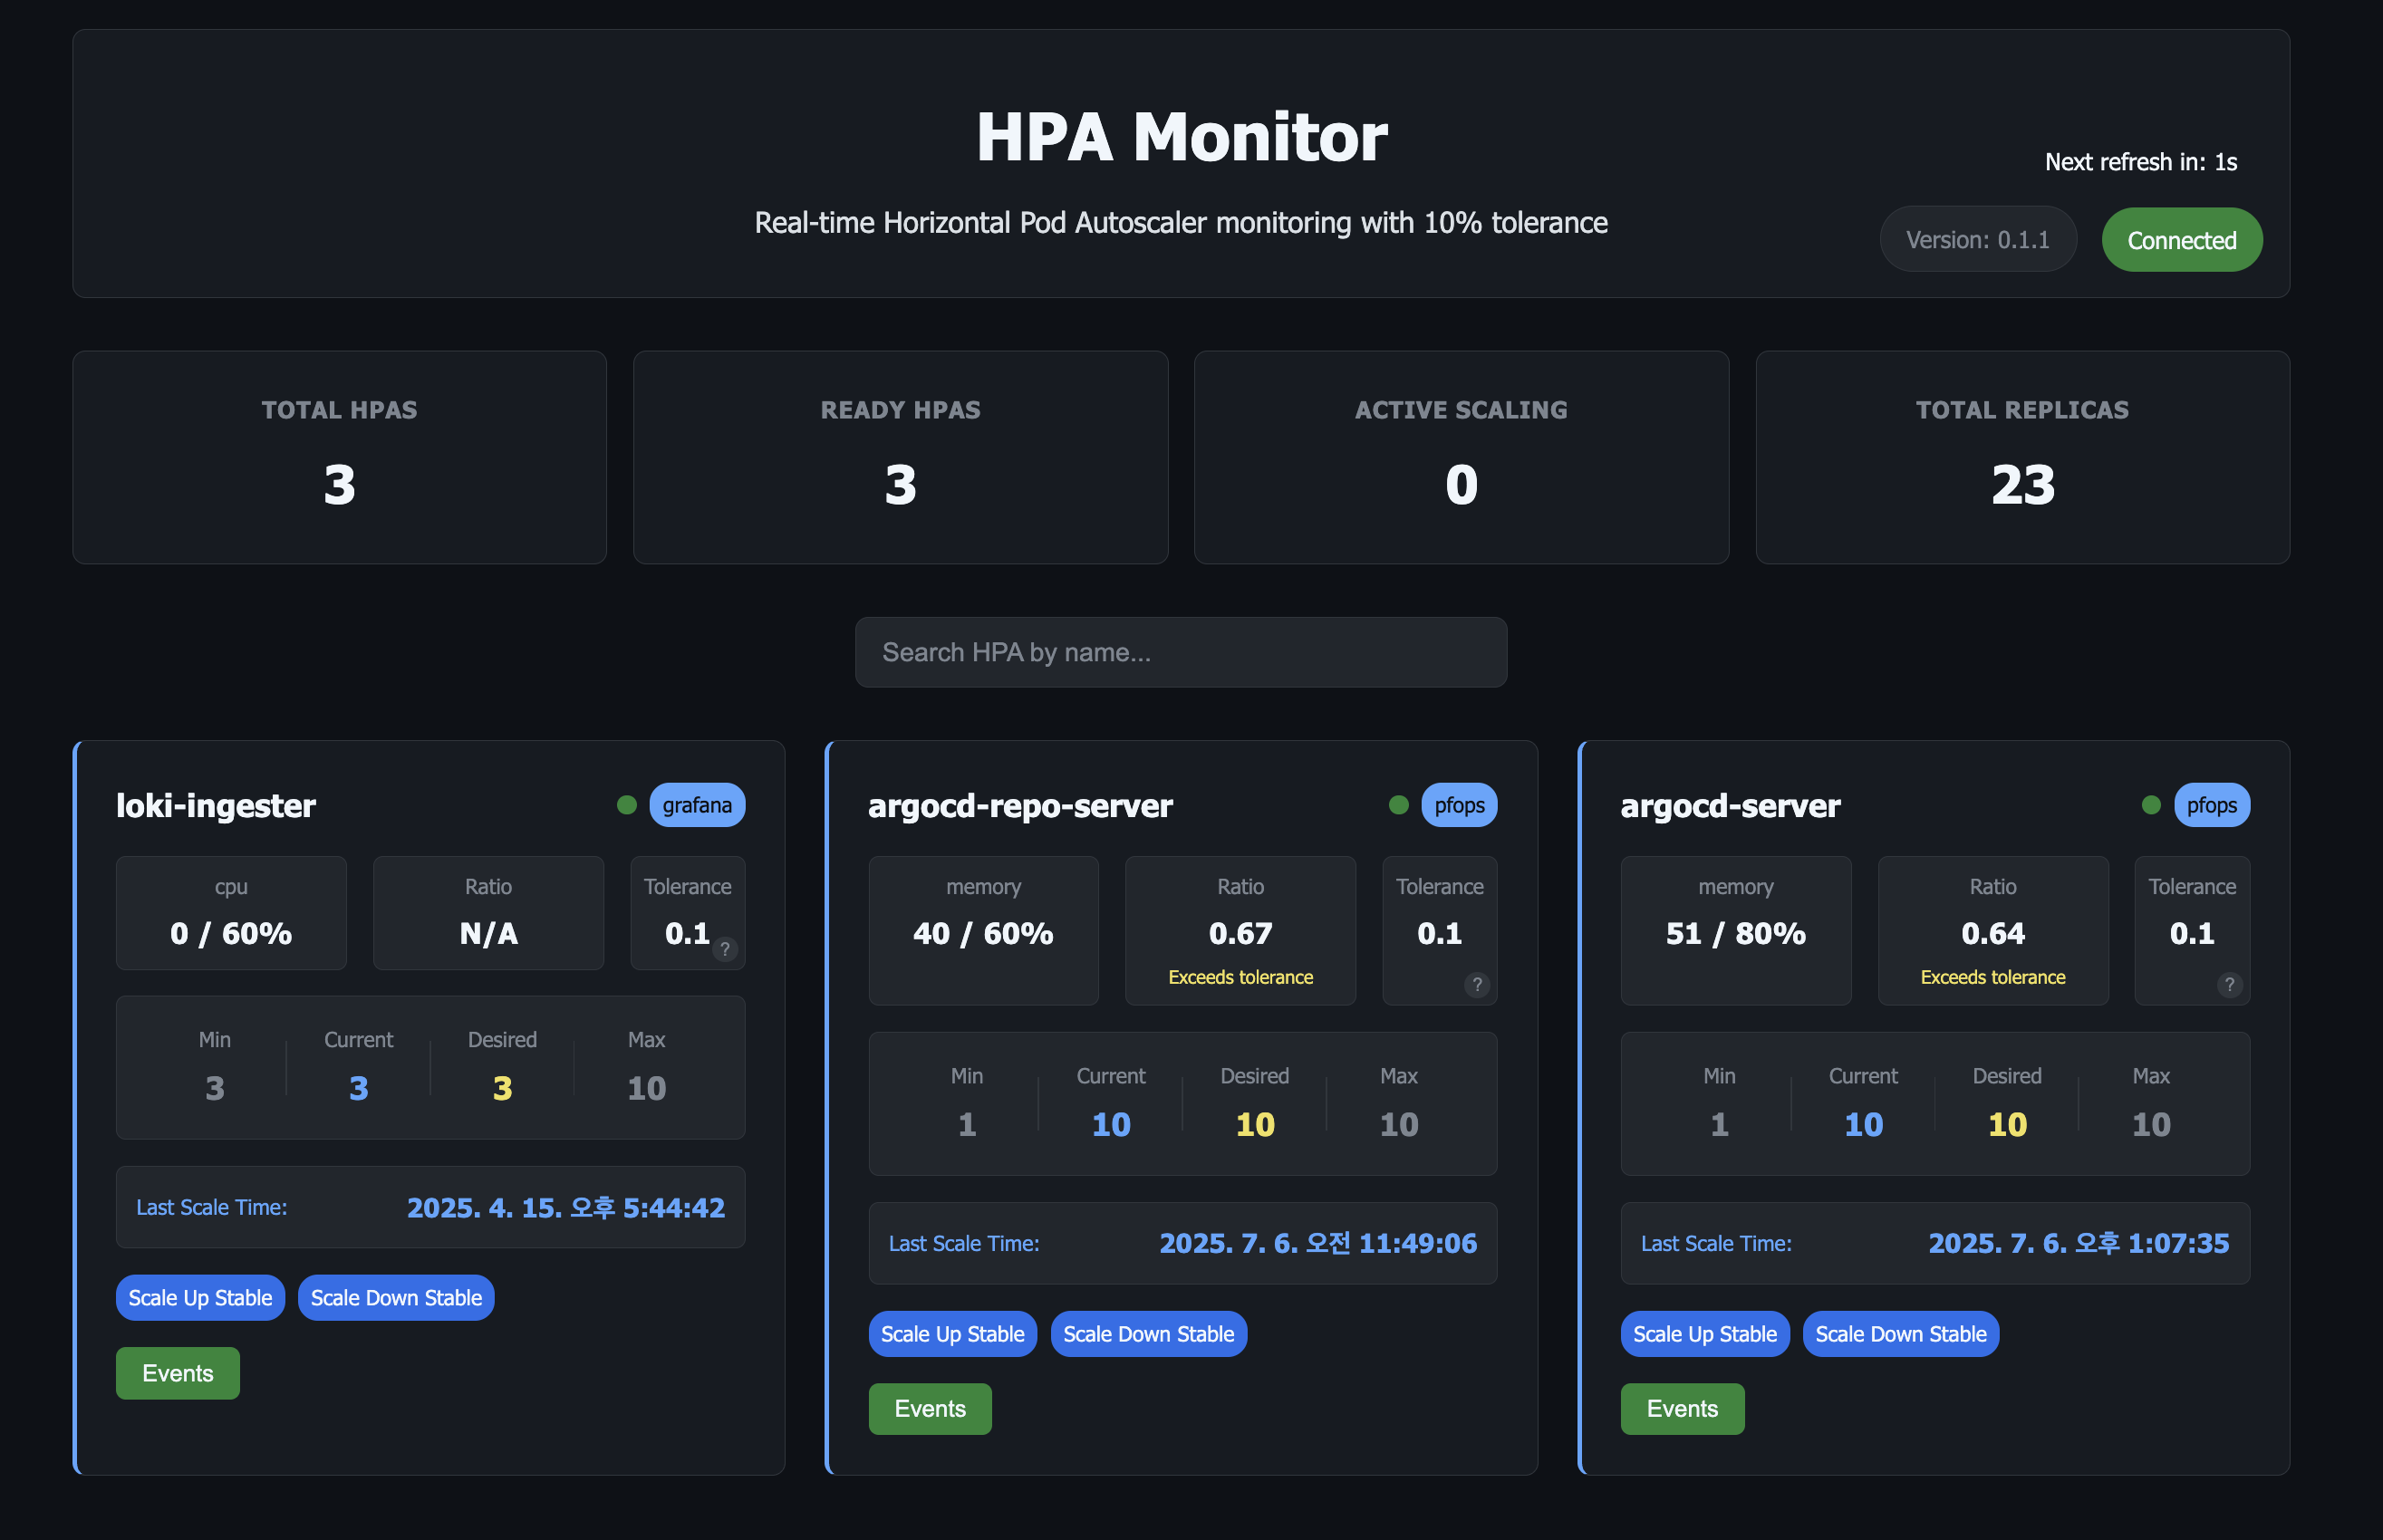 HPA Monitor
Real-time Horizontal Pod Autoscaler monitoring with 10% tolerance
Next refresh in: 1s
Version: 0.1.1
Connected
TOTAL HPAS
3
READY HPAS
3
ACTIVE SCALING
0
TOTAL REPLICAS
23
Search HPA by name...
loki-ingester
grafana
cpu
0 / 60%
Ratio
N/A
Tolerance
0.1
?
Min
3
Current
3
Desired
3
Max
10
Last Scale Time:
2025. 4. 15. 오후 5:44:42
Scale Up Stable
Scale Down Stable
Events
argocd-repo-server
pfops
memory
40 / 60%
Ratio
0.67
Exceeds tolerance
Tolerance
0.1
?
Min
1
Current
10
Desired
10
Max
10
Last Scale Time:
2025. 7. 6. 오전 11:49:06
Scale Up Stable
Scale Down Stable
Events
argocd-server
pfops
memory
51 / 80%
Ratio
0.64
Exceeds tolerance
Tolerance
0.1
?
Min
1
Current
10
Desired
10
Max
10
Last Scale Time:
2025. 7. 6. 오후 1:07:35
Scale Up Stable
Scale Down Stable
Events